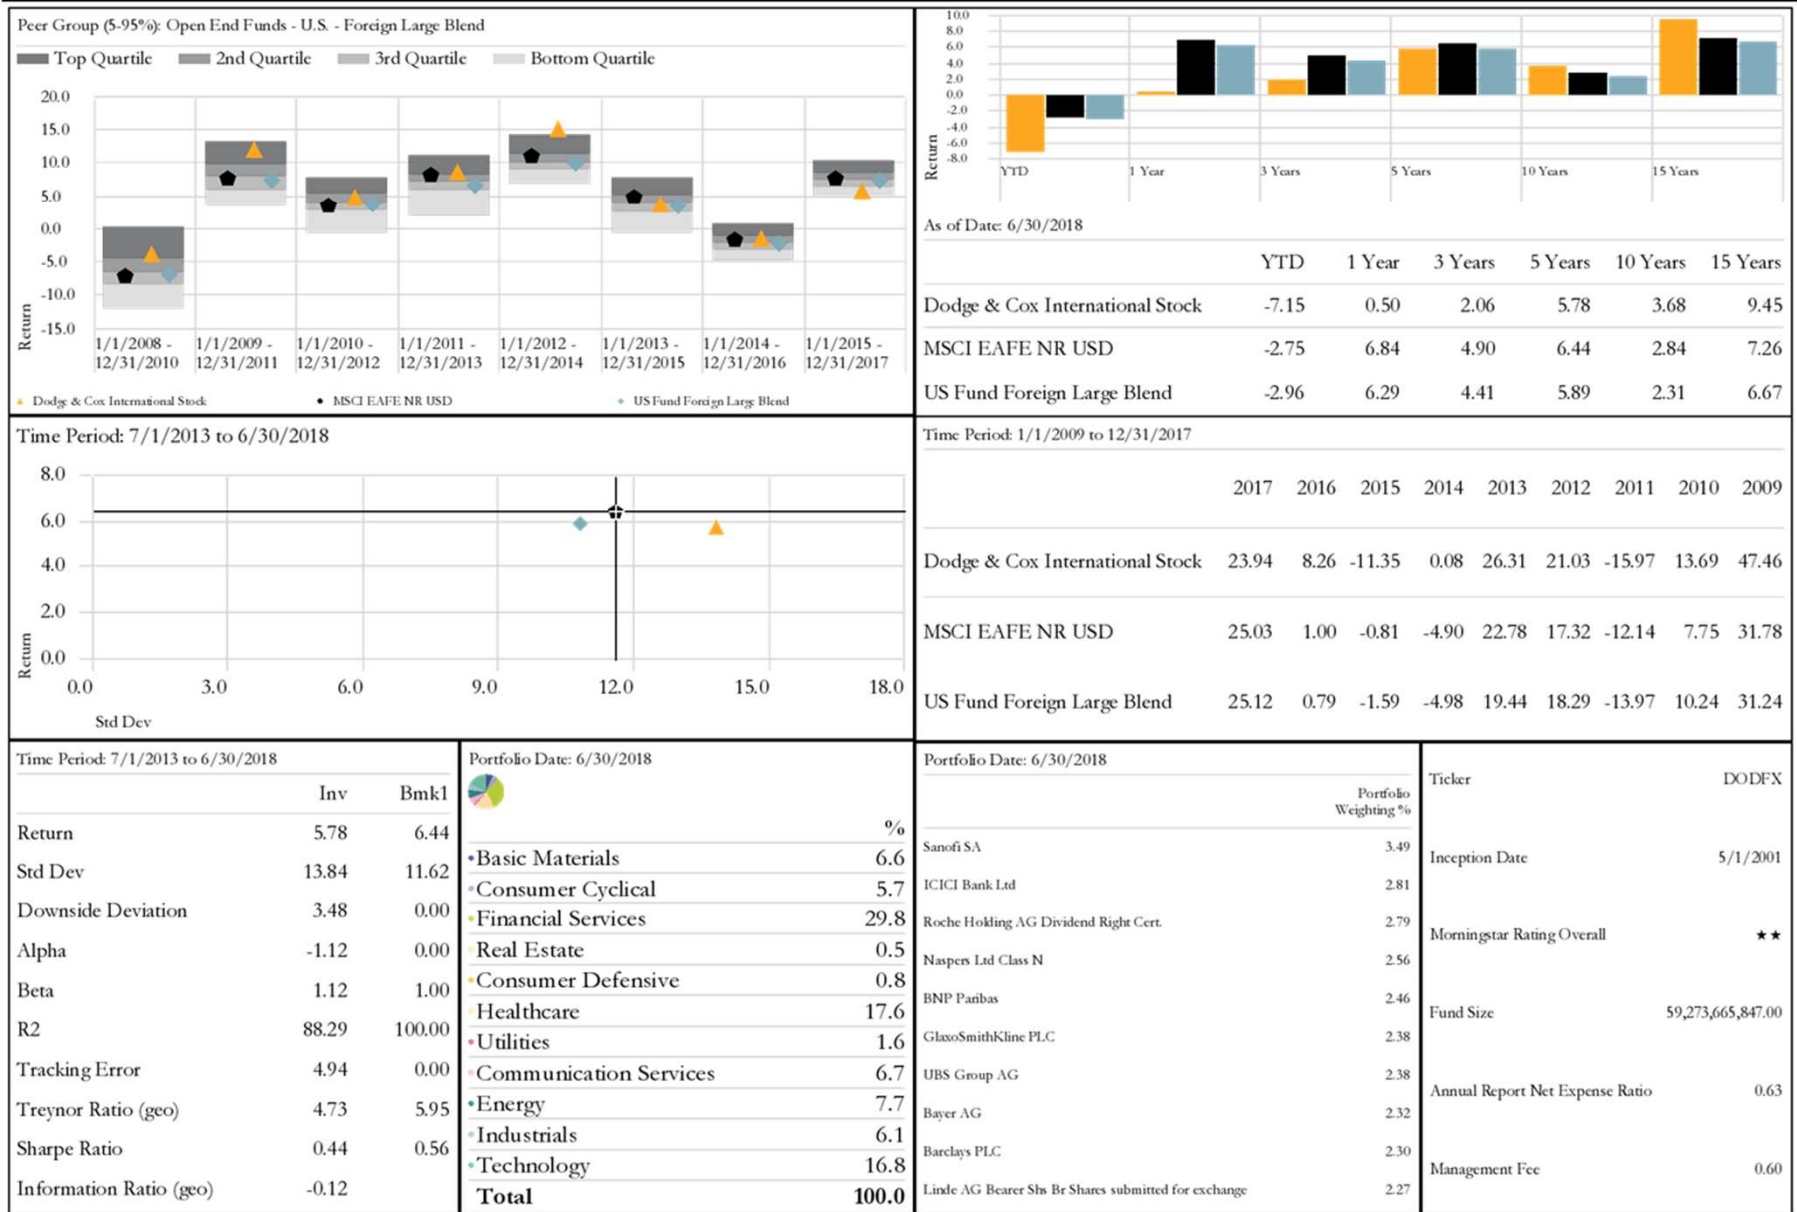 Peer Group (5-95%): Open End Funds - U.S. - Foreign Large Blend
Top Quartile 2nd Quartile 3rd Quartile Bottom Quartile
20.0
15.0
10.0
5.0
0.0
-5.0
-10.0
-15.0
Return
1/1/2008 - 12/31/2010
1/1/2009 - 12/31/2011
1/1/2010 - 12/31/2012
1/1/2011 - 12/31/2013
1/1/2012 - 12/31/2014
1/1/2013 - 12/31/2015
1/1/2014 - 12/31/2016
1/1/2015 - 12/31/2017
Dodge & Cox International Stock MSCI EAFE NR USD US Fund Foreign Large Blend
10.0
8.0
6.0
4.0
2.0
0.0
-2.0
-4.0
-6.0
-8.0
Return
YTD 1 Year 3 Years 5 Years 10 Years 15 Years
As of Date: 6/30/2018
YTD 1 Year 3 Years 5 Years 10 Years 15 Years
Dodge & Cox International Stock -7.15 0.50 2.06 5.78 3.68 9.45
MSCI EAFE NR USD -2.75 6.84 4.90 6.44 2.84 7.26
US Fund Foreign Large Blend -2.96 6.29 4.41 5.89 2.31 6.67
Time Period: 7/1/2013 to 6/30/2018
8.0
6.0
4.0
2.0
0.0
Return
0.0 3.0 6.0 9.0 12.0 15.0 18.0
Std Dev
Time Period: 1/1/2009 to 12/31/2017
2017 2016 2015 2014 2013 2012 2011 2010 2009
Dodge & Cox International Stock 23.94 8.26 -11.35 0.08 26.31 21.03 -15.97 13.69 47.46
MSCI EAFE NR USD 25.03 1.00 -0.81 -4.90 22.78 17.32 -12.14 7.75 31.78
US Fund Foreign Large Blend 25.12 0.79 -1.59 -4.98 19.44 18.29 -13.97 10.24 31.24
Time Period: 7/1/2013 to 6/30/2018
Inv Bmk1
Return 5.78 6.44
Std Dev 13.84 11.62
Downside Deviation 3.48 0.00
Alpha -1.12 0.00
Beta 1.12 1.00
R2 88.29 100.00
Tracking Error 4.94 0.00
Treynor Ratio (geo) 4.73 5.95
Sharpe Ratio 0.44 0.56
Information Ratio (geo) -0.12
Portfolio Date: 6/30/2018
%
Basic Materials 6.6
Consumer Cyclical 5.7
Financial Services 29.8
Real Estate 0.5
Consumer Defensive 0.8
Healthcare 17.6
Utilities 1.6
Communication Services 6.7
Energy 7.7
Industrials 6.1
Technology 16.8
Total 100.0
Portfolio Date: 6/30/2018
Portfolio
Weighting %
Sanofi SA 3.49
ICICI Bank Ltd 2.81
Roche Holding AG Dividend Right Cert. 2.79
Naspers Ltd Class N 2.56
BNP Paribas 2.46
GlaxoSmithKline PLC 2.38
UBS Group AG 2.38
Bayer AG 2.32
Barclays PLC 2.30
Linde AG Bearer Shs Br Shares submitted for exchange 2.27
Ticker DODFX
Inception Date 5/1/2001
Morningstar Rating Overall ★★
Fund Size 59,273,665,847.00
Annual Report Net Expense Ratio 0.63
Management Fee 0.60